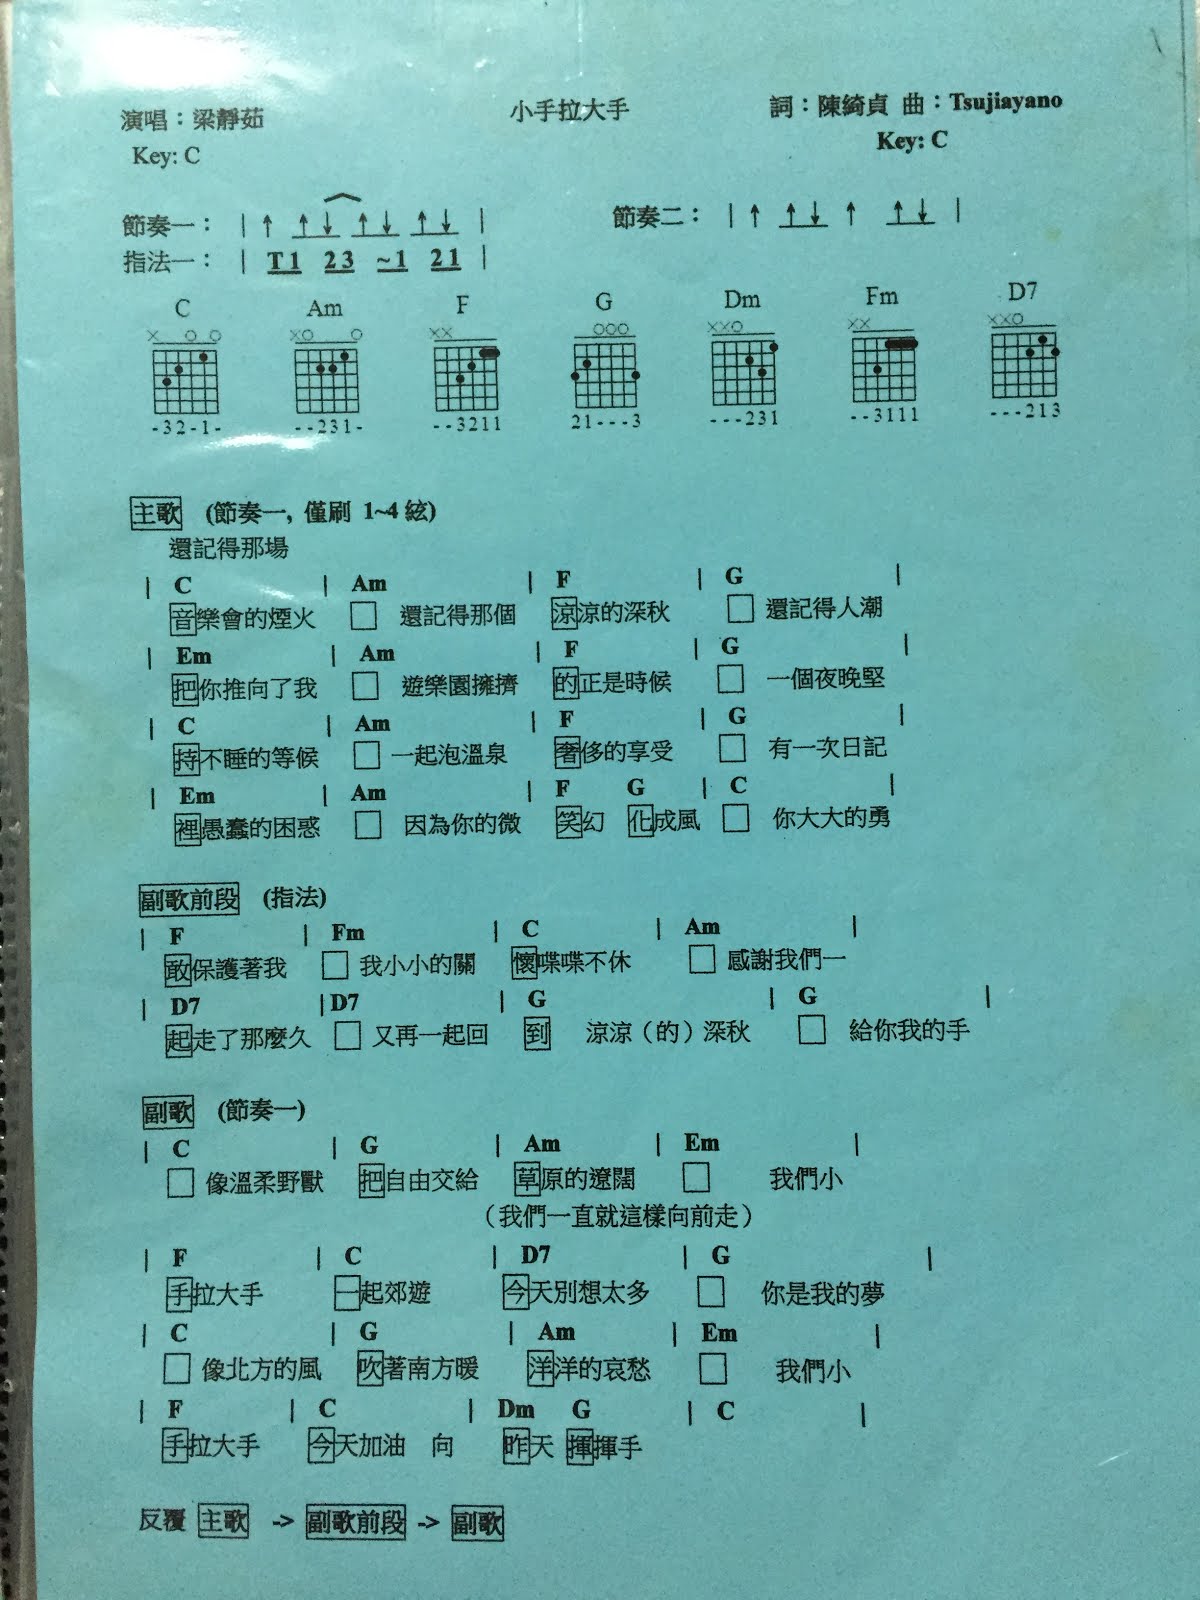 演唱：梁靜茹 小手拉大手 詞：陳綺貞 曲：Tsujiayano
Key: C Key: C
節奏一： | ↑ ↑↓ ↑↓ ↑↓ | 節奏二： | ↑ ↑↓ ↑ ↑↓ |
指法一： | T1 23 ~1 21 |
C Am F G Dm Fm D7
-32-1- --231- --3211 21---3 ---231 --3111 ---213
主歌 (節奏一, 僅刷 1~4 絃)
還記得那場
| C | Am | F | G |
音樂會的煙火 □ 還記得那個 涼涼的深秋 □ 還記得人潮
| Em | Am | F | G |
把你推向了我 □ 遊樂園擁擠 的正是時候 □ 一個夜晚堅
| C | Am | F | G |
持不睡的等候 □ 一起泡溫泉 奢侈的享受 □ 有一次日記
| Em | Am | F G | C |
裡愚蠢的困惑 □ 因為你的微 笑幻 化成風 □ 你大大的勇
副歌前段 (指法)
| F | Fm | C | Am |
敢保護著我 □ 我小小的關 懷喋喋不休 □ 感謝我們一
| D7 | D7 | G | G |
起走了那麼久 □ 又再一起回 到 涼涼（的）深秋 □ 給你我的手
副歌 (節奏一)
| C | G | Am | Em |
□ 像溫柔野獸 把自由交給 草原的遼闊 □ 我們小
（我們一直就這樣向前走）
| F | C | D7 | G |
手拉大手 一起郊遊 今天別想太多 □ 你是我的夢
| C | G | Am | Em |
□ 像北方的風 吹著南方暖 洋洋的哀愁 □ 我們小
| F | C | Dm G | C |
手拉大手 今天加油 向 昨天 揮揮手
反覆 主歌 -> 副歌前段 -> 副歌